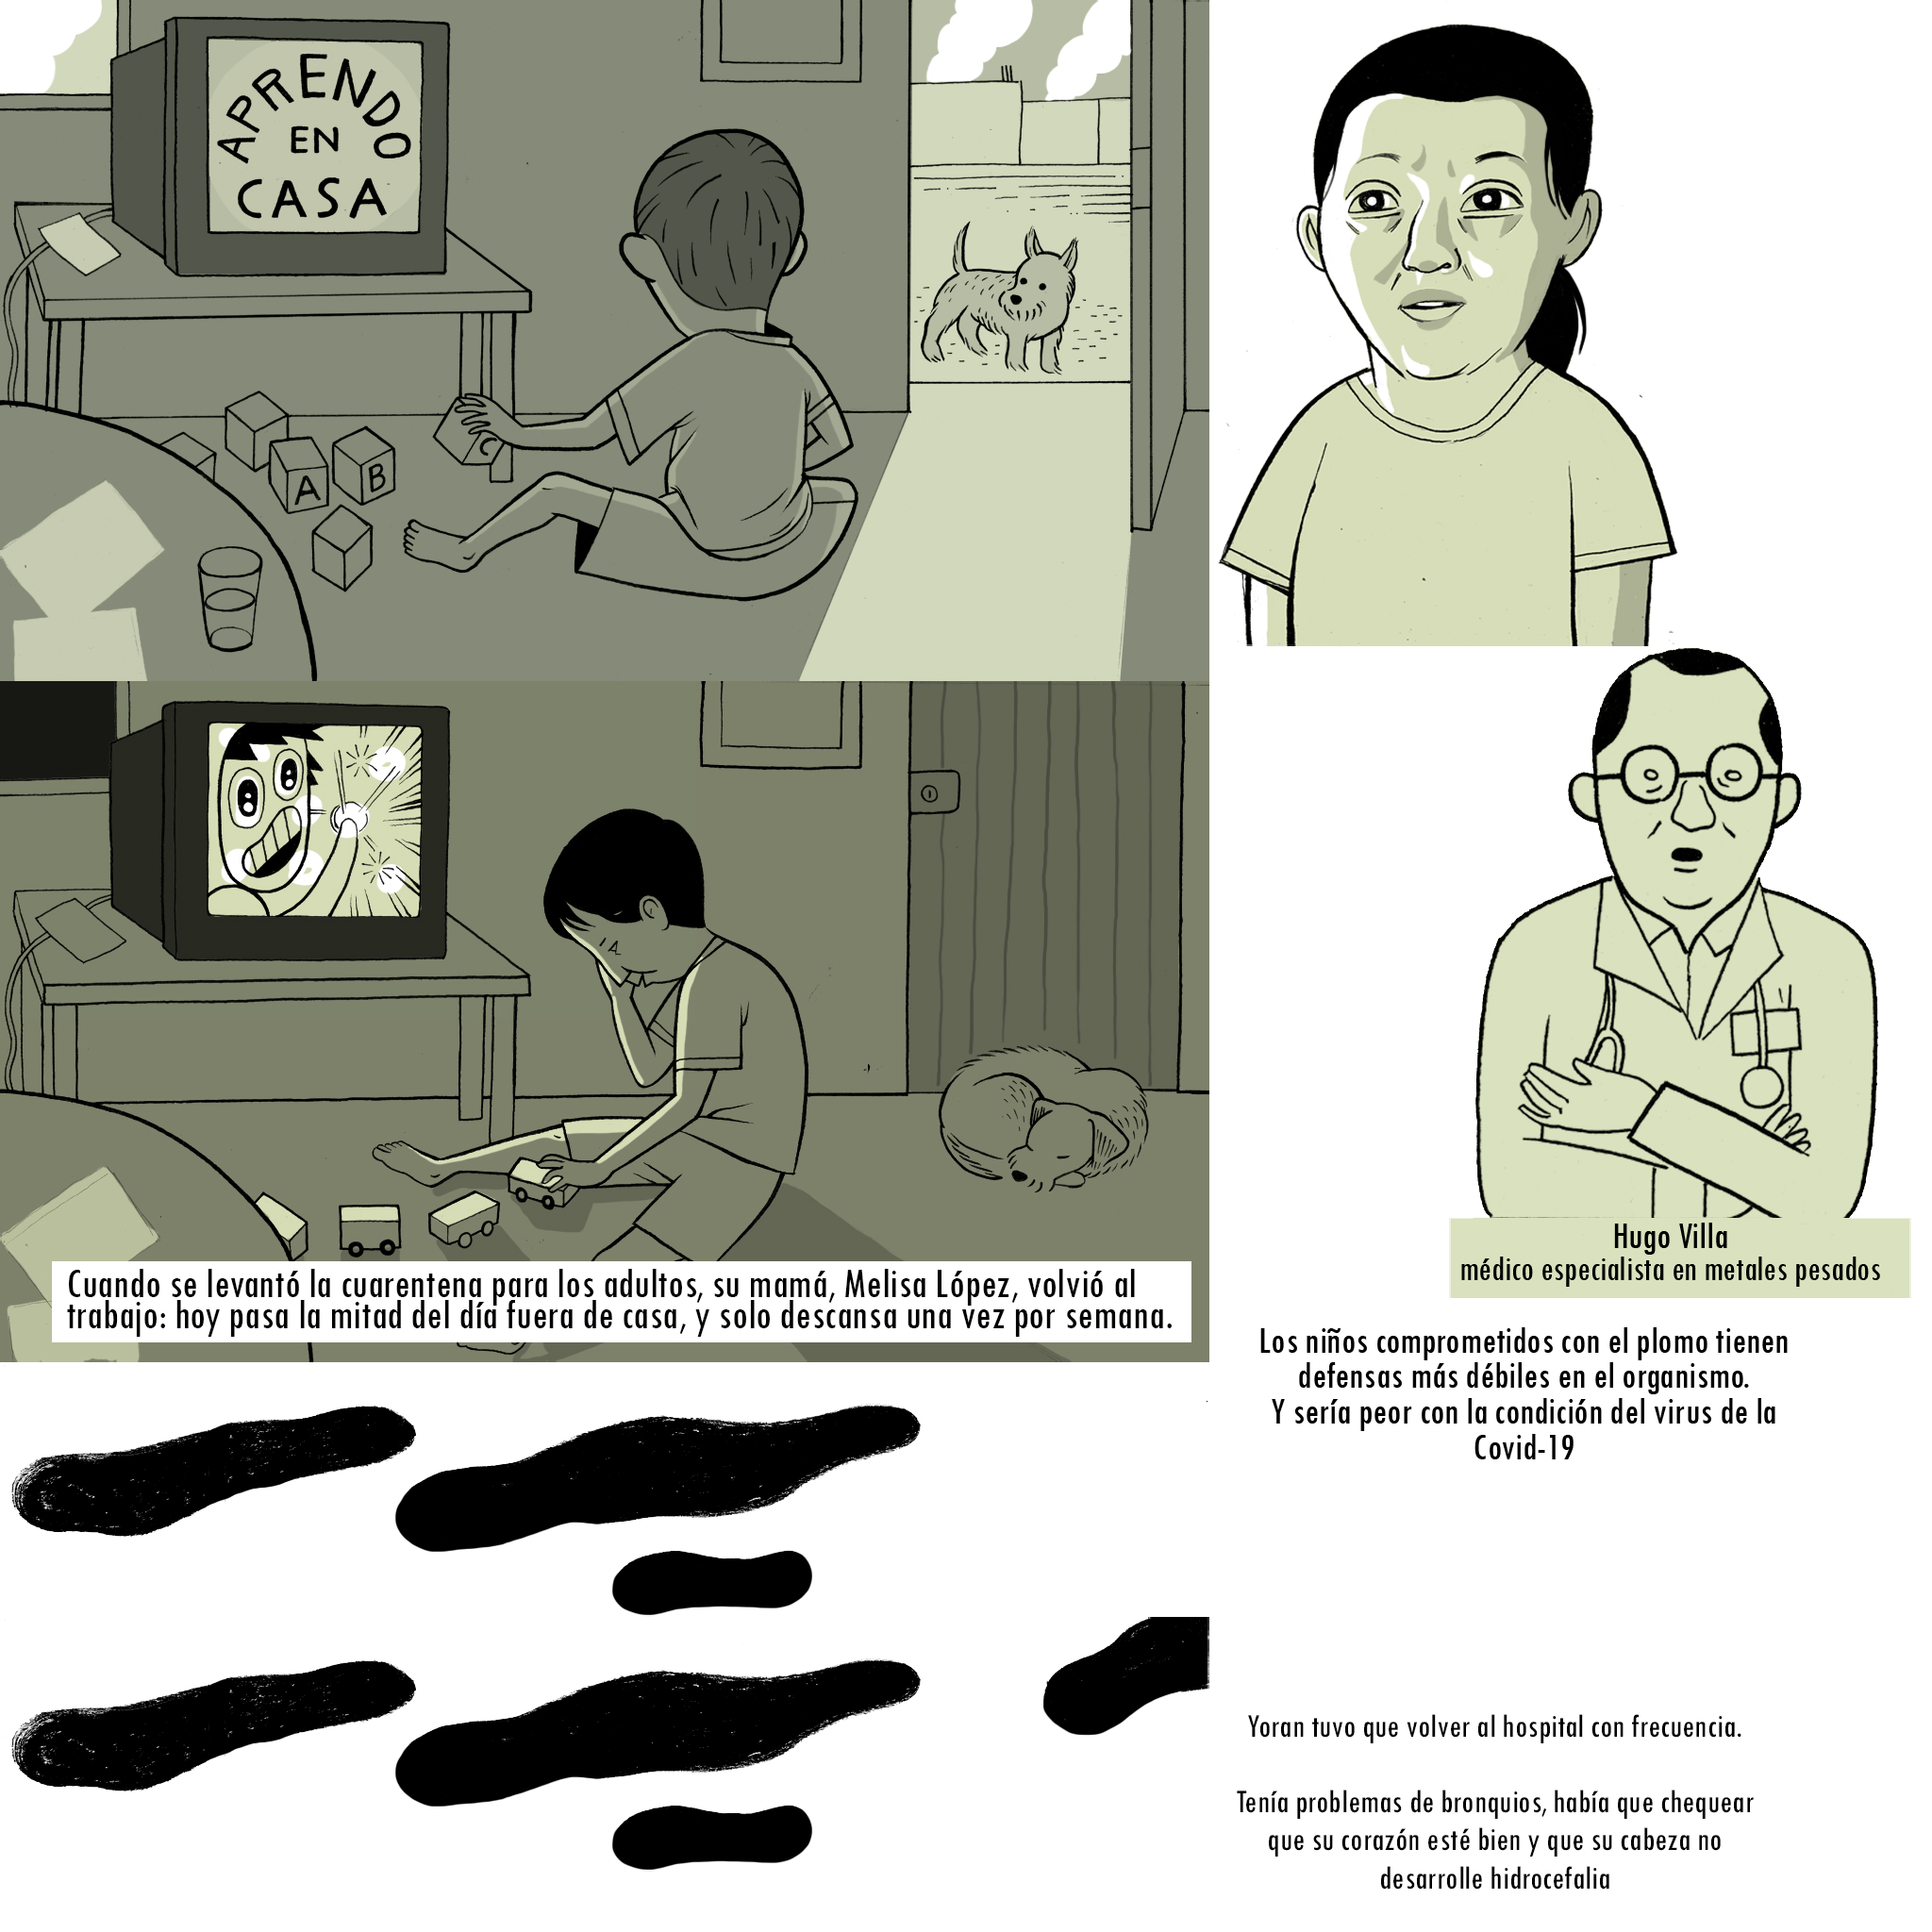 APRENDO
EN
CASA
C
A
B
Cuando se levantó la cuarentena para los adultos, su mamá, Melisa López, volvió al
trabajo: hoy pasa la mitad del día fuera de casa, y solo descansa una vez por semana.
Hugo Villa
médico especialista en metales pesados
Los niños comprometidos con el plomo tienen
defensas más débiles en el organismo.
Y sería peor con la condición del virus de la
Covid-19
Yoran tuvo que volver al hospital con frecuencia.
Tenía problemas de bronquios, había que chequear
que su corazón esté bien y que su cabeza no
desarrolle hidrocefalia